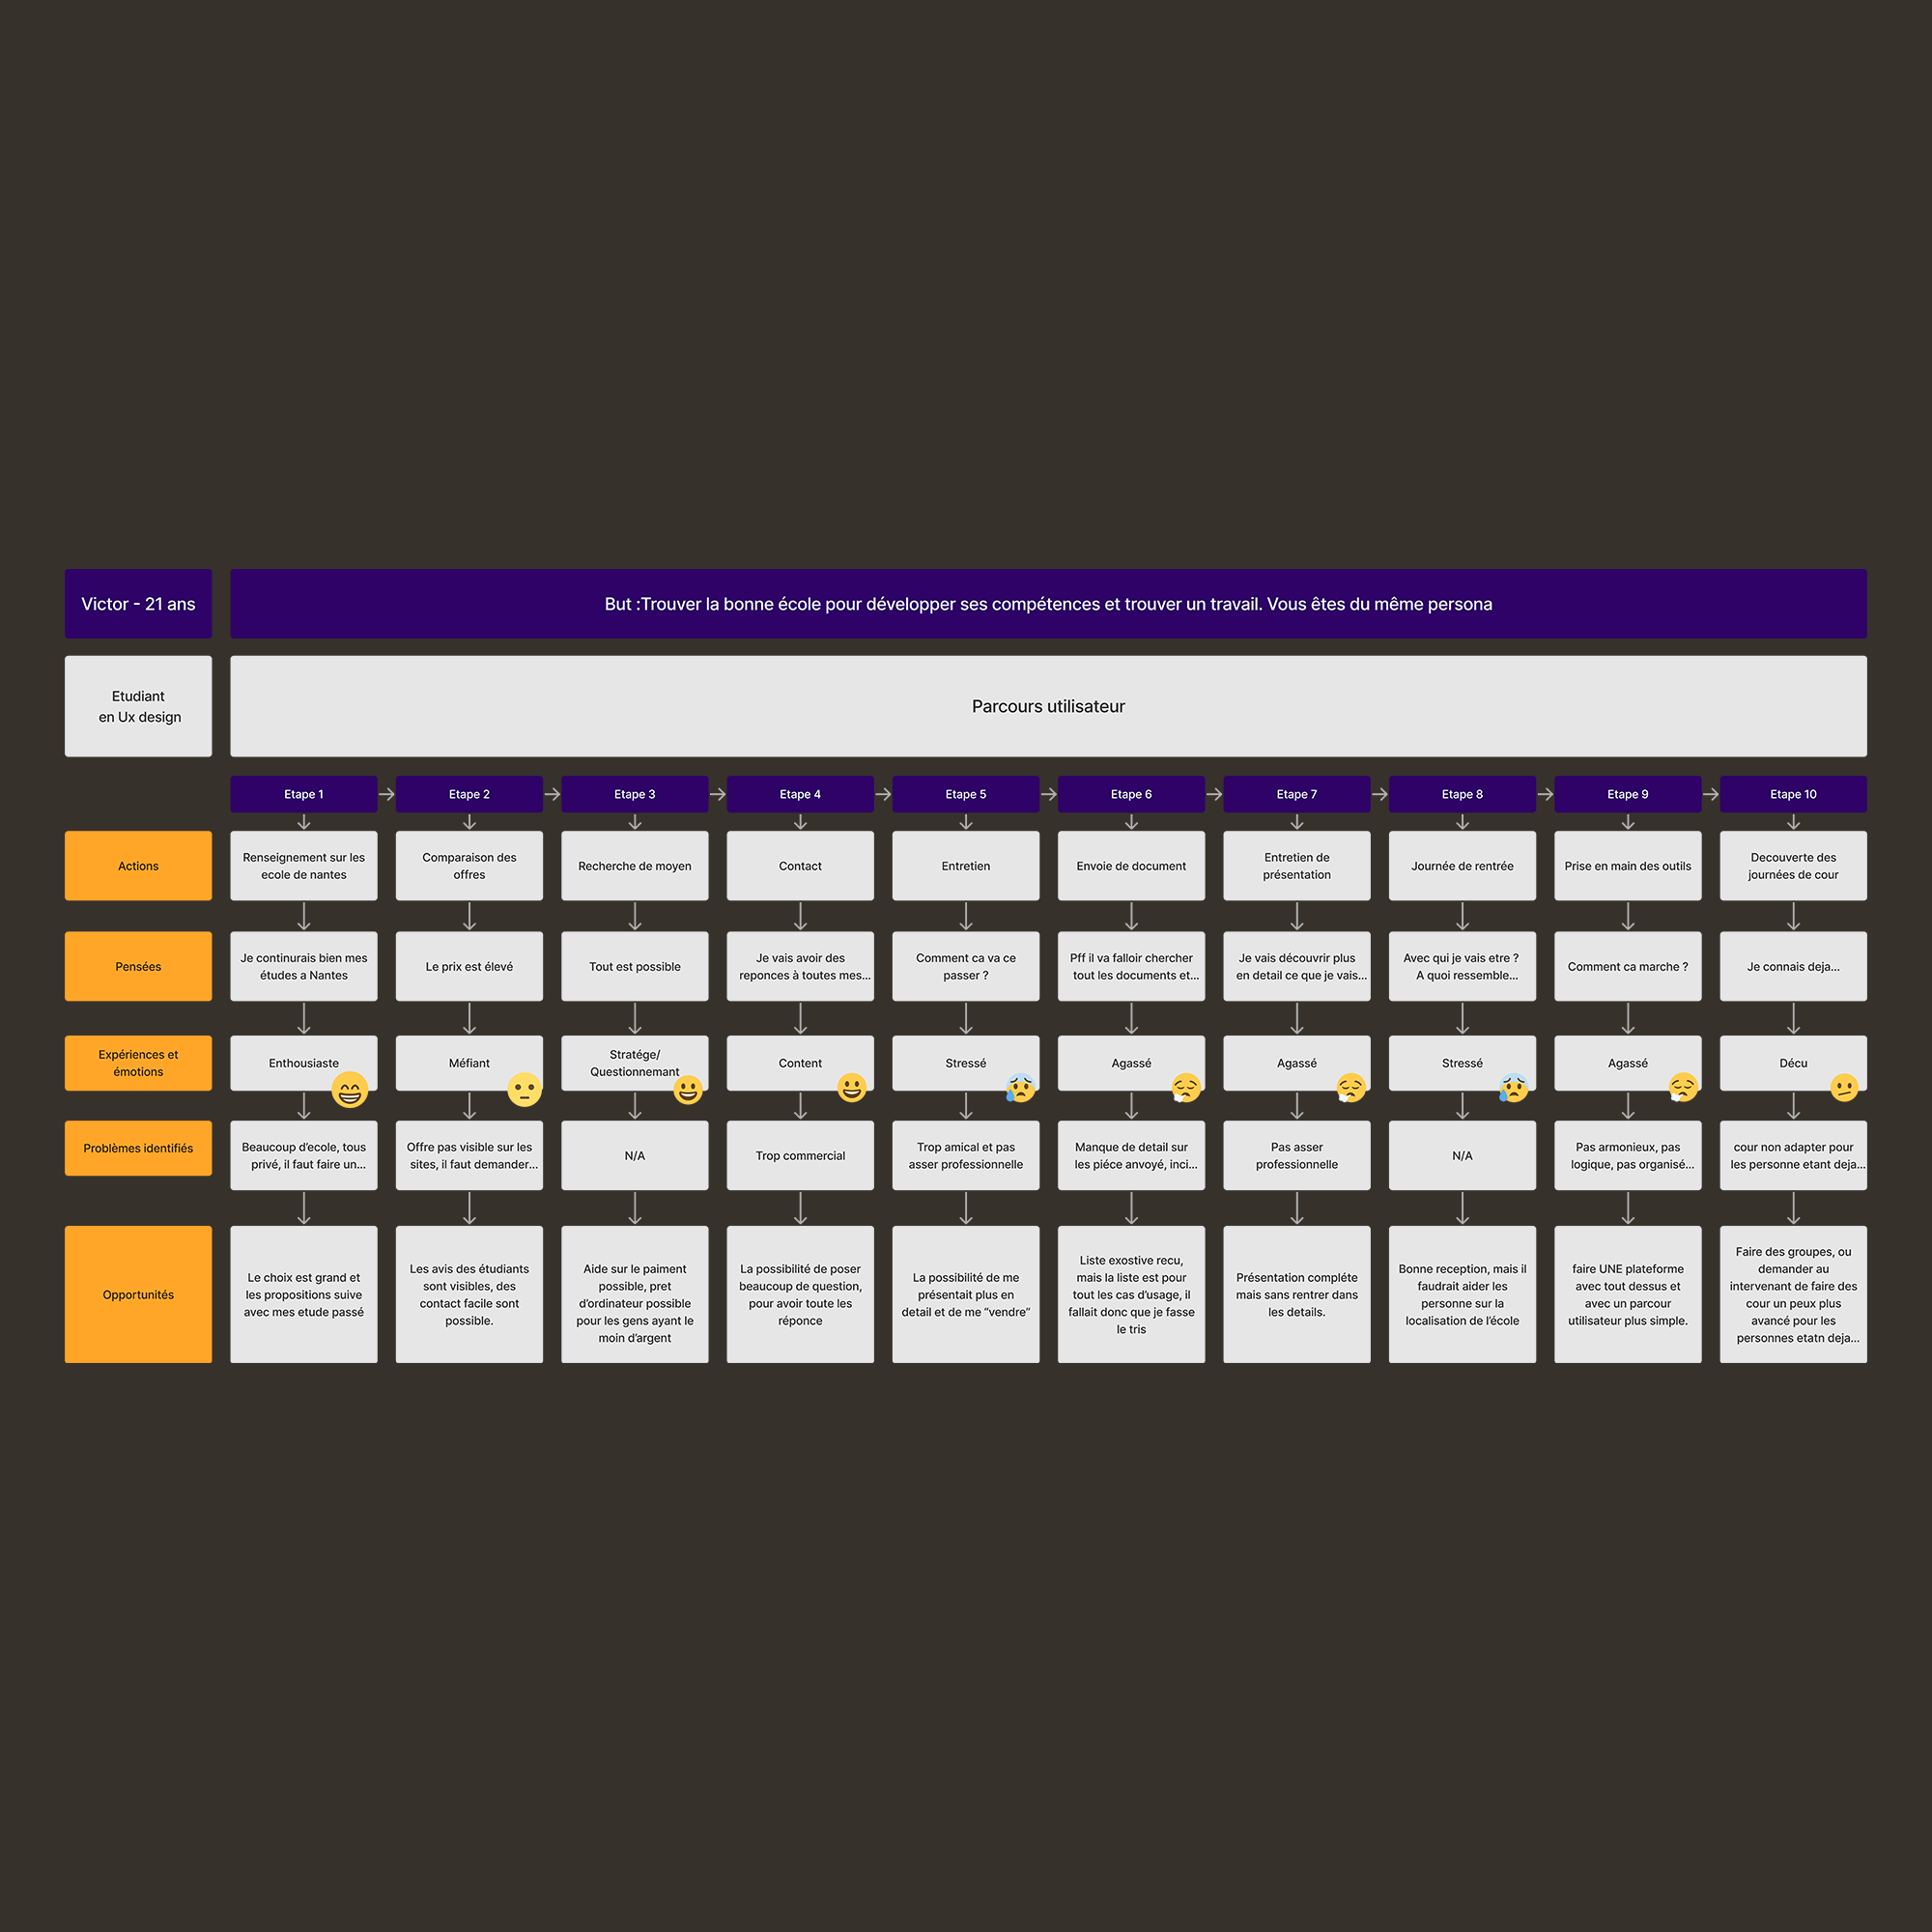 Victor - 21 ans
But :Trouver la bonne école pour développer ses compétences et trouver un travail. Vous êtes du même persona
Etudiant
en Ux design
Parcours utilisateur
Etape 1
Etape 2
Etape 3
Etape 4
Etape 5
Etape 6
Etape 7
Etape 8
Etape 9
Etape 10
Actions
Renseignement sur les
ecole de nantes
Comparaison des
offres
Recherche de moyen
Contact
Entretien
Envoie de document
Entretien de
présentation
Journée de rentrée
Prise en main des outils
Decouverte des
journées de cour
Pensées
Je continurais bien mes
études a Nantes
Le prix est élevé
Tout est possible
Je vais avoir des
reponces à toutes mes...
Comment ca va ce
passer ?
Pff il va falloir chercher
tout les documents et...
Je vais découvrir plus
en detail ce que je vais...
Avec qui je vais etre ?
A quoi ressemble...
Comment ca marche ?
Je connais deja...
Expériences et
émotions
Enthousiaste
Méfiant
Stratége/
Questionnemant
Content
Stressé
Agassé
Agassé
Stressé
Agassé
Décu
Problèmes identifiés
Beaucoup d'ecole, tous
privé, il faut faire un...
Offre pas visible sur les
sites, il faut demander...
N/A
Trop commercial
Trop amical et pas
asser professionnelle
Manque de detail sur
les piéce anvoyé, inci...
Pas asser
professionnelle
N/A
Pas armonieux, pas
logique, pas organisé...
cour non adapter pour
les personne etant deja...
Opportunités
Le choix est grand et
les propositions suive
avec mes etude passé
Les avis des étudiants
sont visibles, des
contact facile sont
possible.
Aide sur le paiment
possible, pret
d'ordinateur possible
pour les gens ayant le
moin d'argent
La possibilité de poser
beaucoup de question,
pour avoir toute les
réponce
La possibilité de me
présentait plus en
detail et de me "vendre"
Liste exostive recu,
mais la liste est pour
tout les cas d'usage, il
fallait donc que je fasse
le tris
Présentation compléte
mais sans rentrer dans
les details.
Bonne reception, mais il
faudrait aider les
personne sur la
localisation de l'école
faire UNE plateforme
avec tout dessus et
avec un parcour
utilisateur plus simple.
Faire des groupes, ou
demander au
intervenant de faire des
cour un peux plus
avancé pour les
personnes etatn deja...